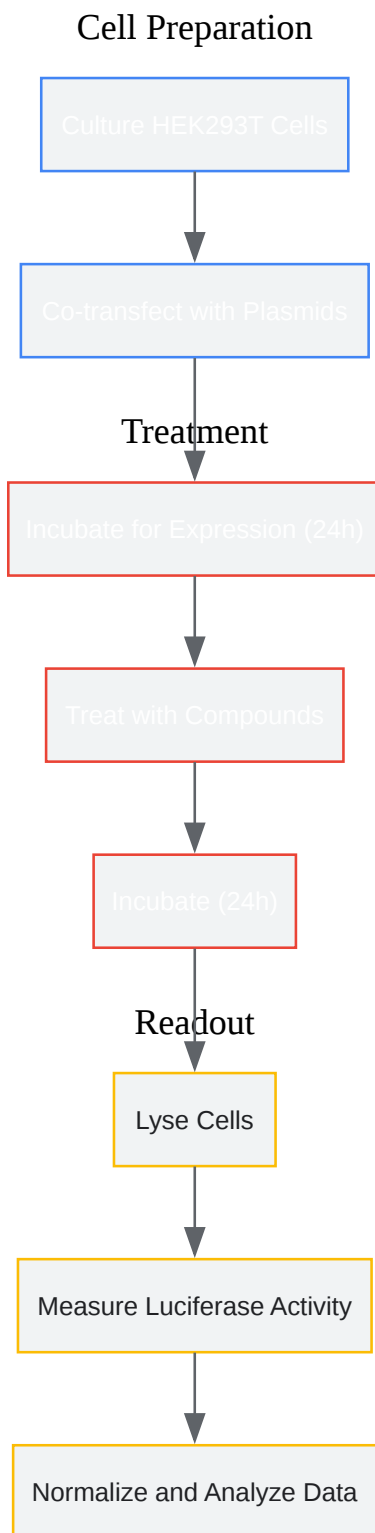 Cell Preparation
Culture HEK293T Cells
Co-transfect with Plasmids
Treatment
Incubate for Expression (24h)
Treat with Compounds
Incubate (24h)
Readout
Lyse Cells
Measure Luciferase Activity
Normalize and Analyze Data